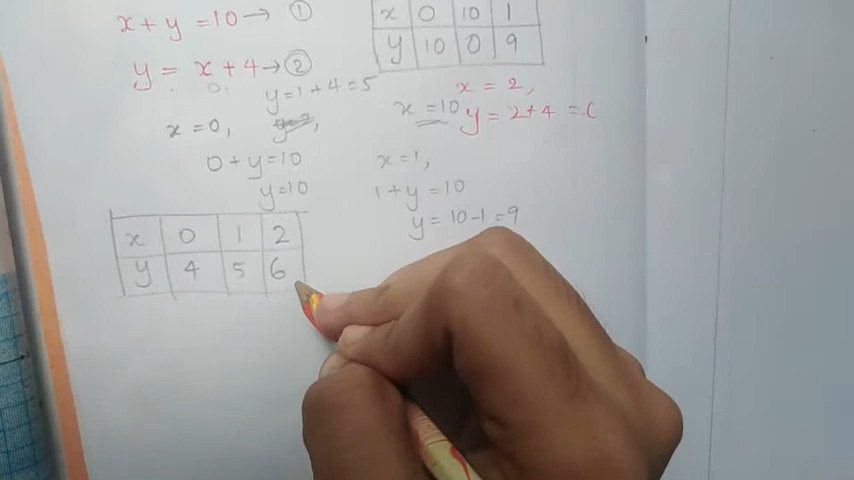 x + y = 10 → ①
x 0 10 1
y 10 0 9
y = x + 4 → ②
y = 1 + 4 = 5
x = 2,
x = 0,
x = 10
y = 2 + 4 =
0 + y = 10
x = 1,
y = 10
1 + y = 10
y = 10 - 1 = 9
x 0 1 2
y 4 5 6